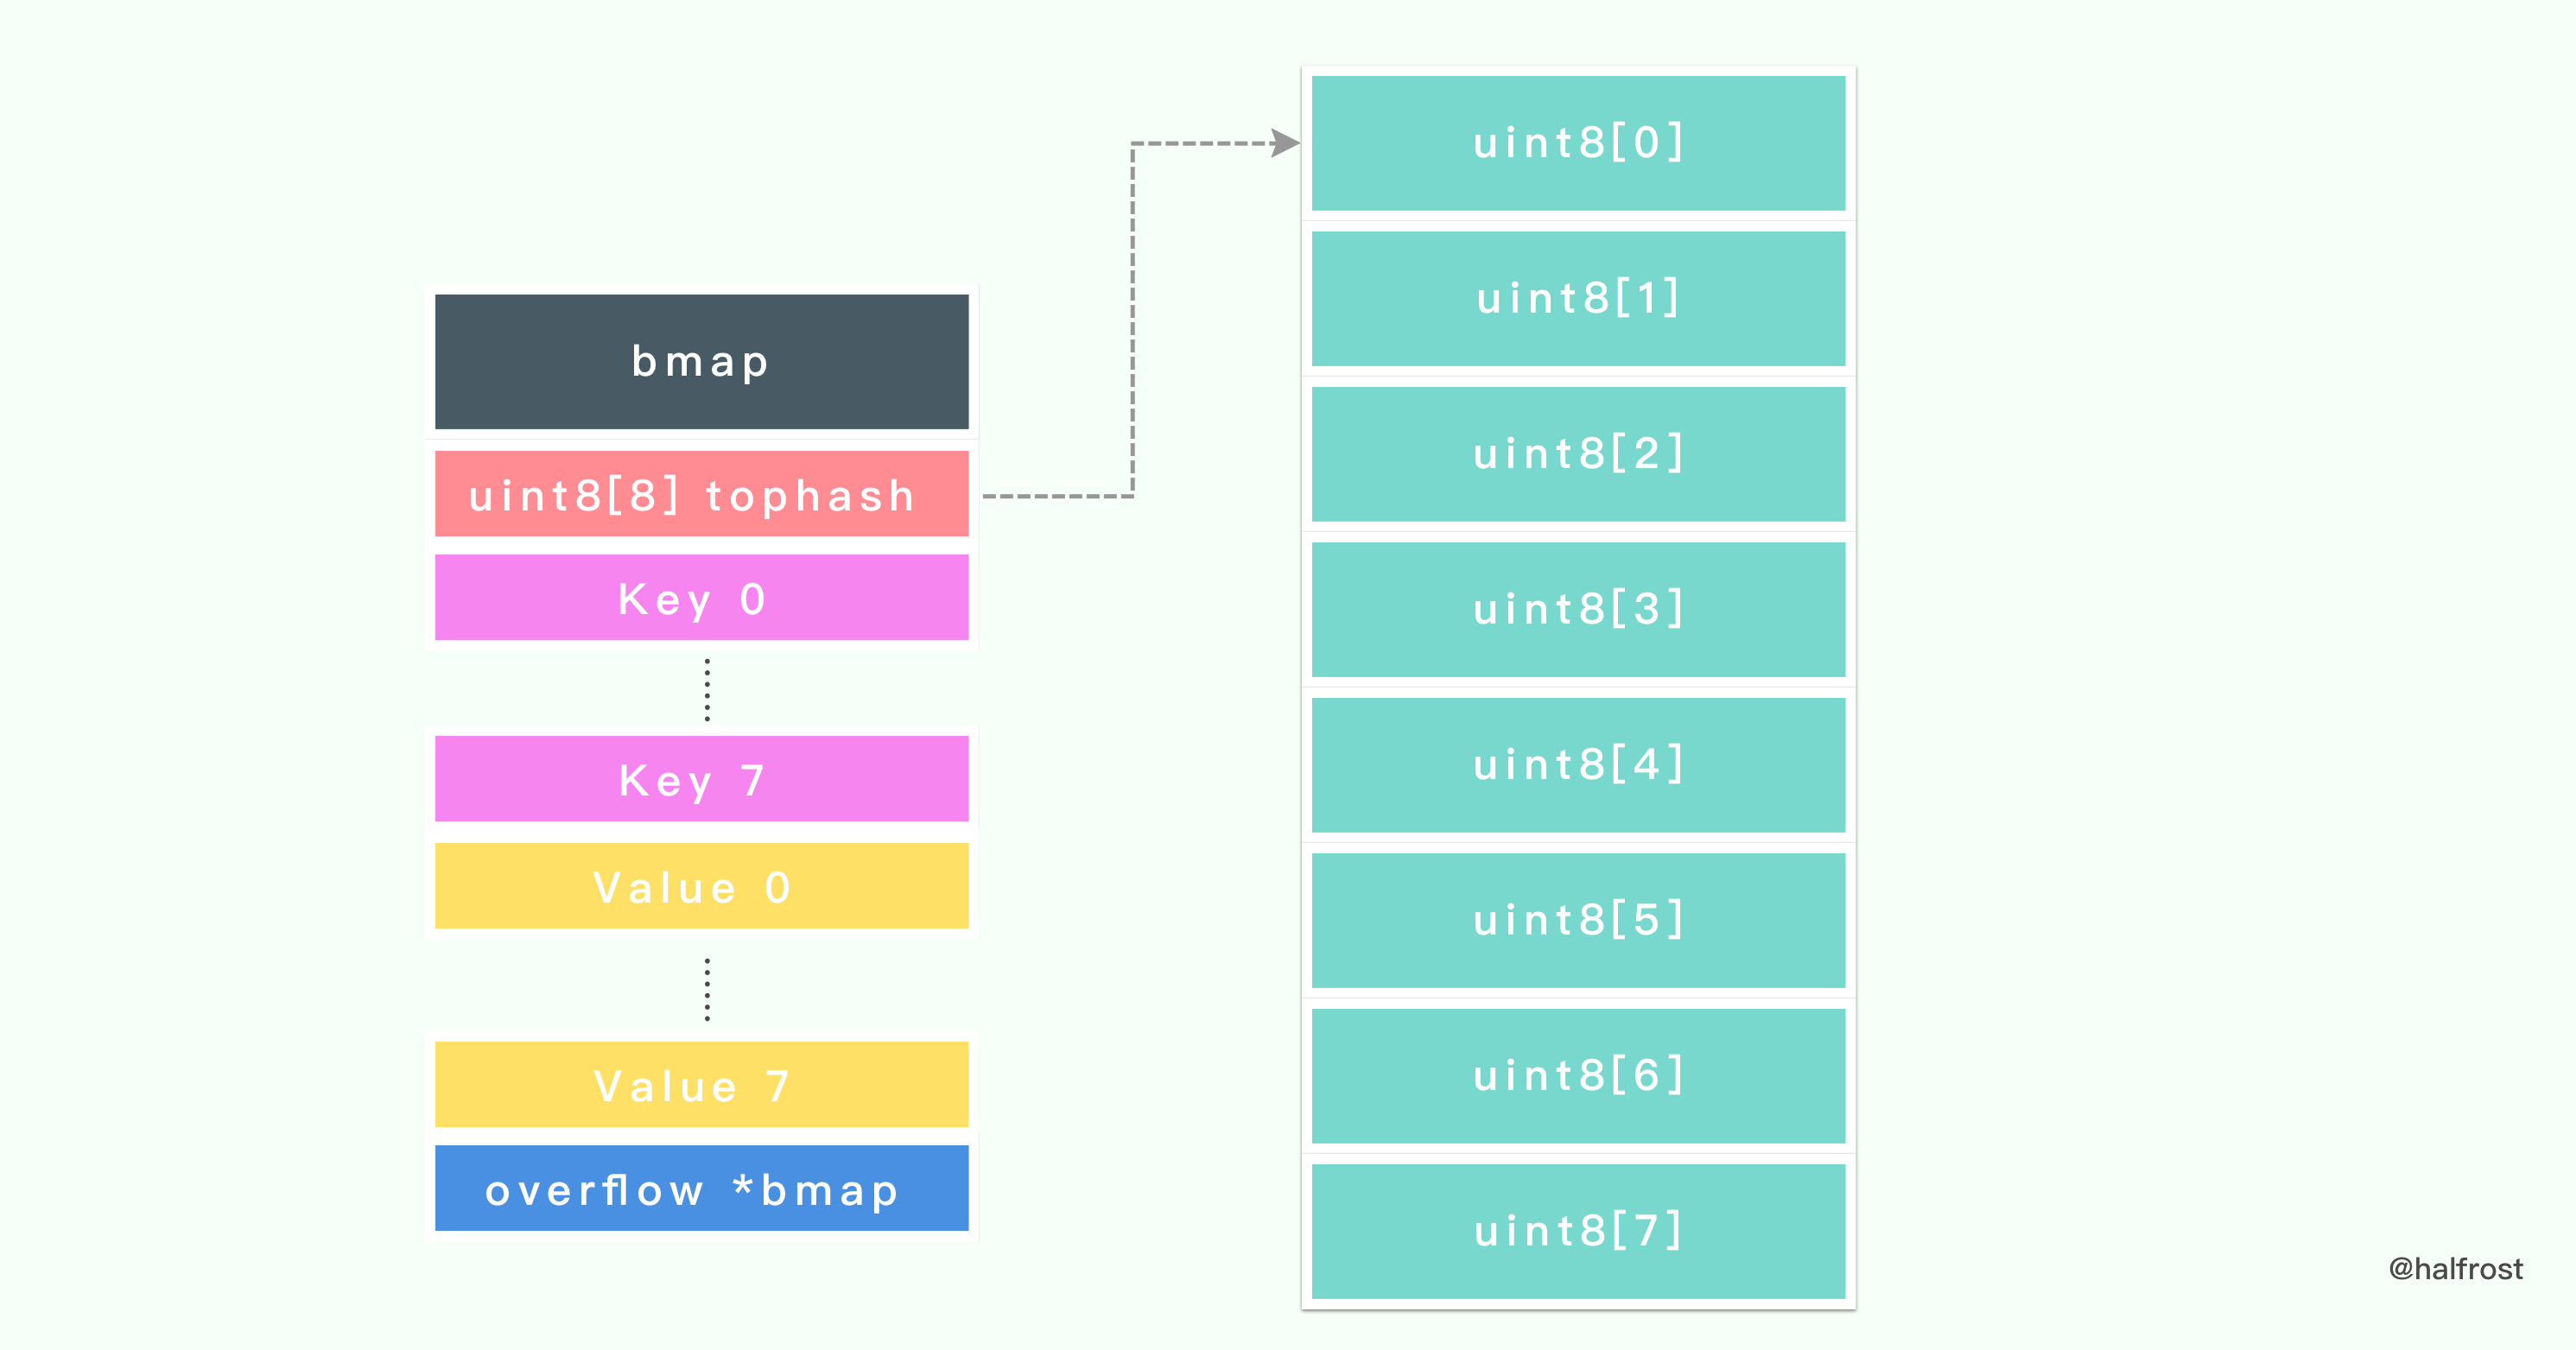 bmap
uint8[8] tophash
Key 0
Key 7
Value 0
Value 7
overflow *bmap
uint8[0]
uint8[1]
uint8[2]
uint8[3]
uint8[4]
uint8[5]
uint8[6]
uint8[7]
@halfrost